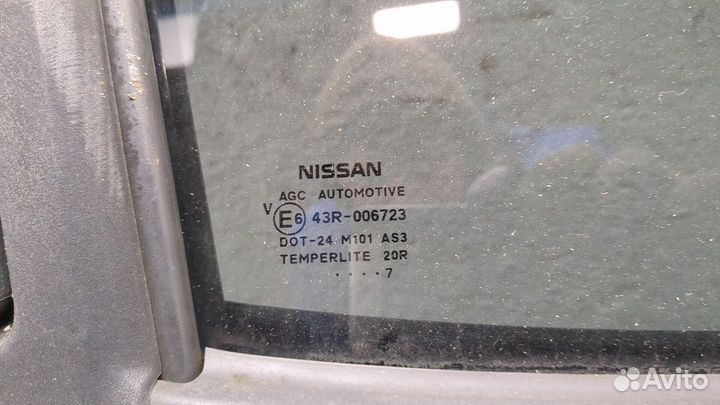 NISSAN
AGC AUTOMOTIVE
V E6 43R-006723
DOT-24 M101 AS3
TEMPERLITE 20R
....7
Avito